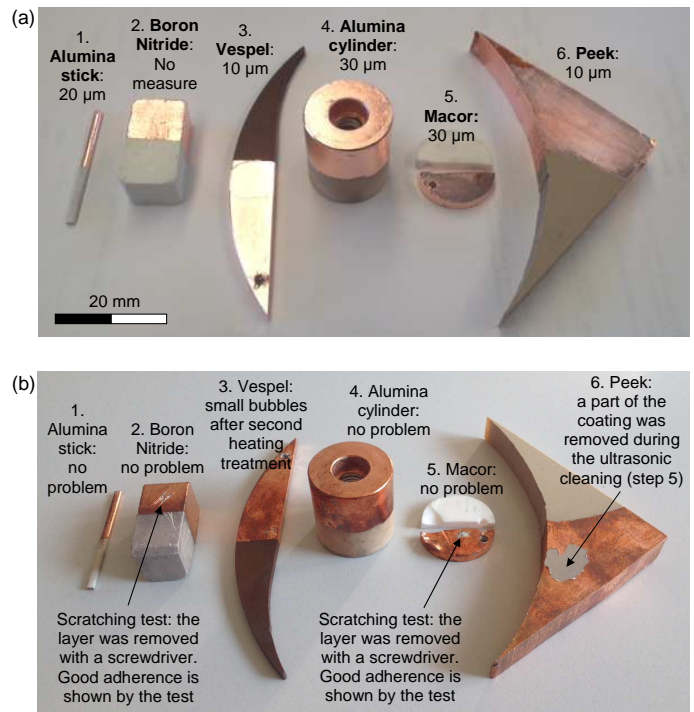 (a)
1.
Alumina
stick:
20 µm
2. Boron
Nitride:
No
measure
3.
Vespel:
10 µm
4. Alumina
cylinder:
30 µm
5.
Macor:
30 µm
6. Peek:
10 µm
20 mm
(b)
1.
Alumina
stick:
no
problem
2. Boron
Nitride:
no problem
3. Vespel:
small bubbles
after second
heating
treatment
4. Alumina
cylinder:
no problem
5. Macor:
no problem
6. Peek:
a part of the
coating was
removed during
the ultrasonic
cleaning (step 5)
Scratching test: the
layer was removed
with a screwdriver.
Good adherence is
shown by the test
Scratching test: the
layer was removed
with a screwdriver.
Good adherence is
shown by the test